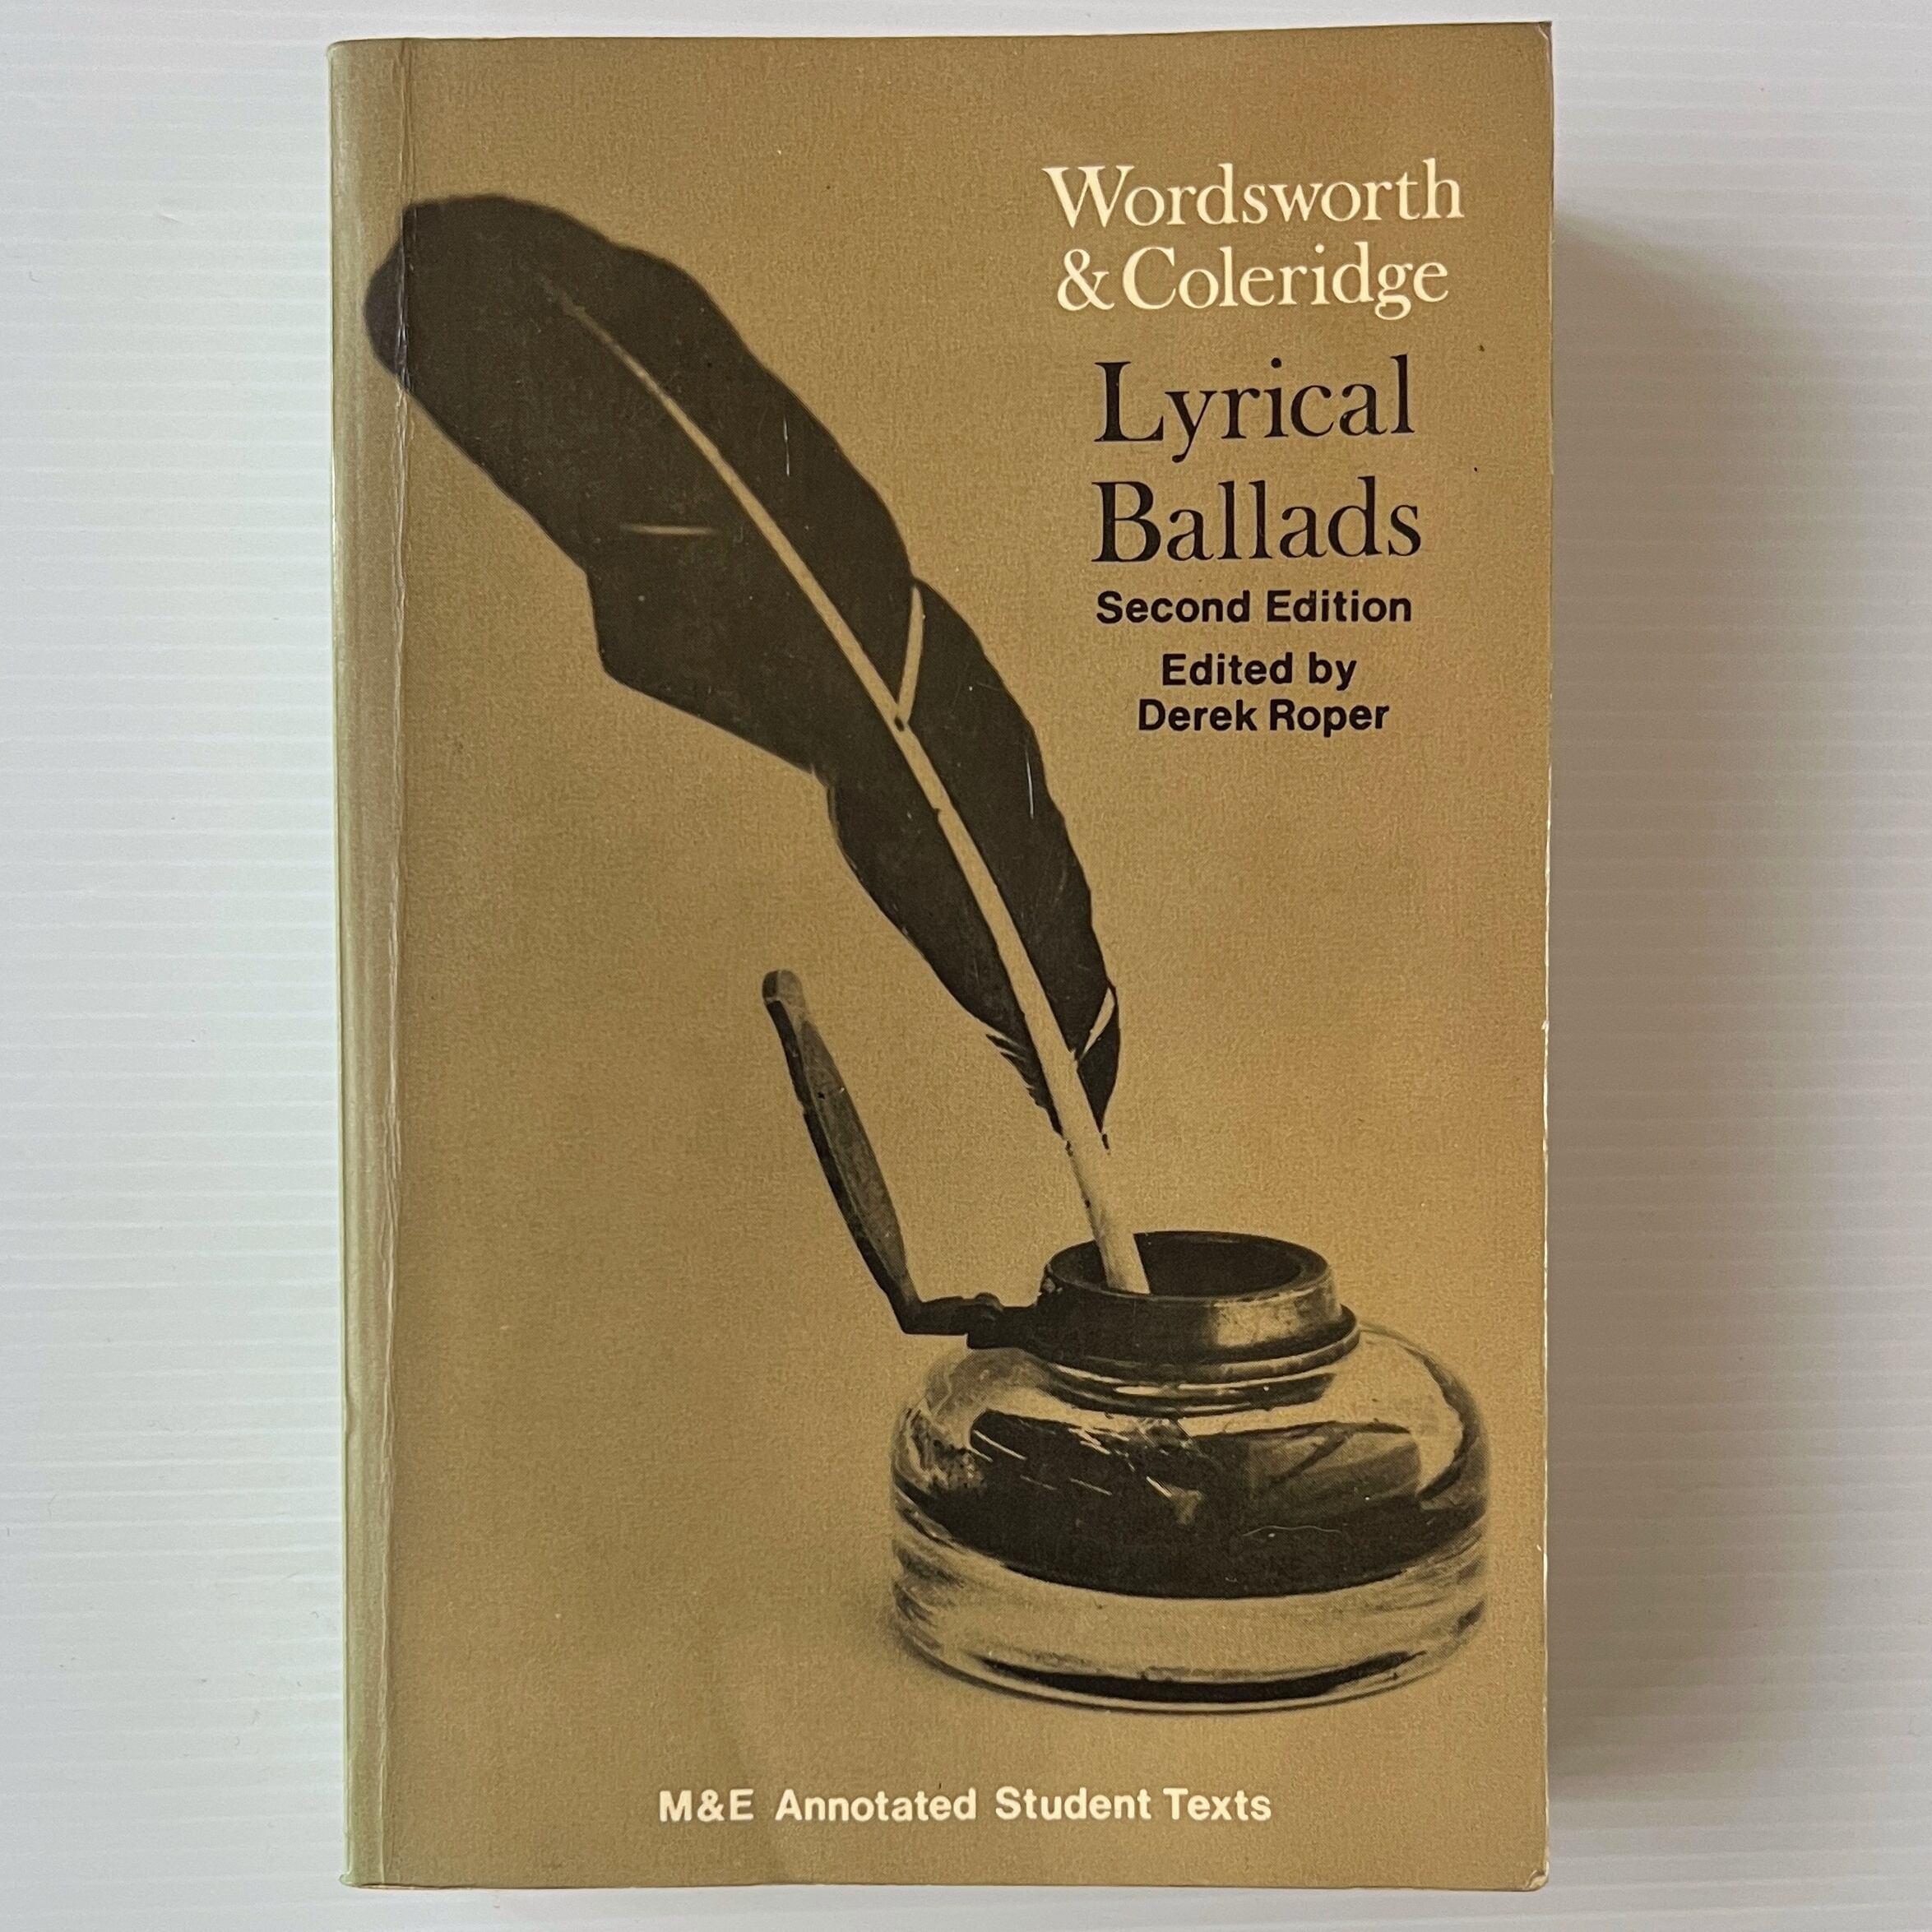 Wordsworth
& Coleridge
Lyrical
Ballads
Second Edition
Edited by
Derek Roper
M&E Annotated Student Texts